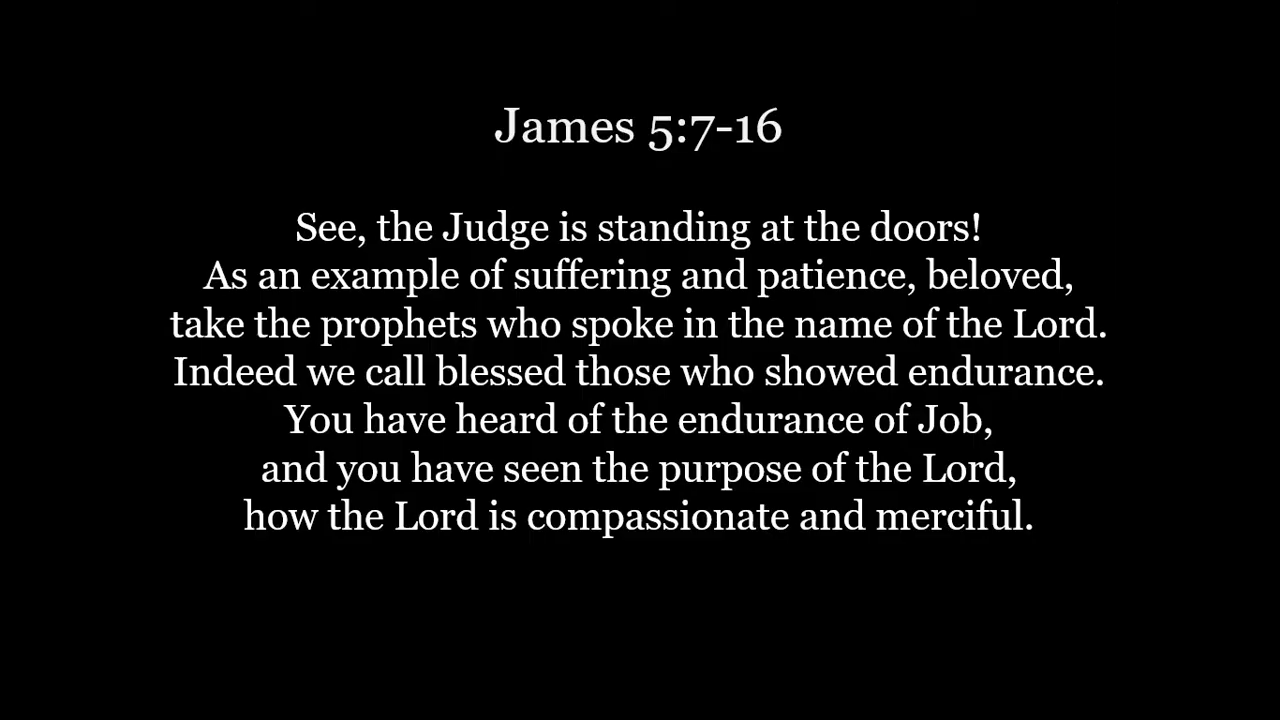 James 5:7-16
See, the Judge is standing at the doors!
As an example of suffering and patience, beloved,
take the prophets who spoke in the name of the Lord.
Indeed we call blessed those who showed endurance.
You have heard of the endurance of Job,
and you have seen the purpose of the Lord,
how the Lord is compassionate and merciful.